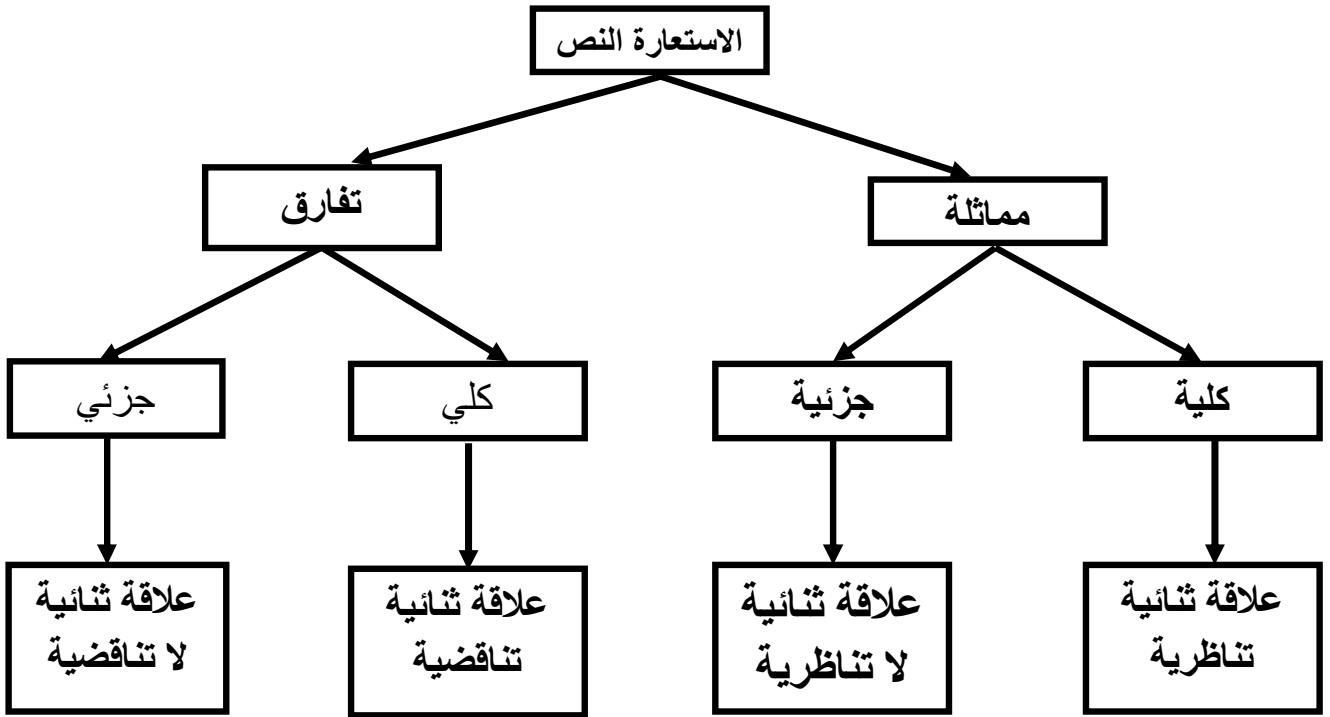 الاستعارة النص
مماثلة
تفارق
كلية
جزئية
كلي
جزئي
علاقة ثنائية
تناظرية
علاقة ثنائية
لا تناظرية
علاقة ثنائية
تناقضية
علاقة ثنائية
لا تناقضية